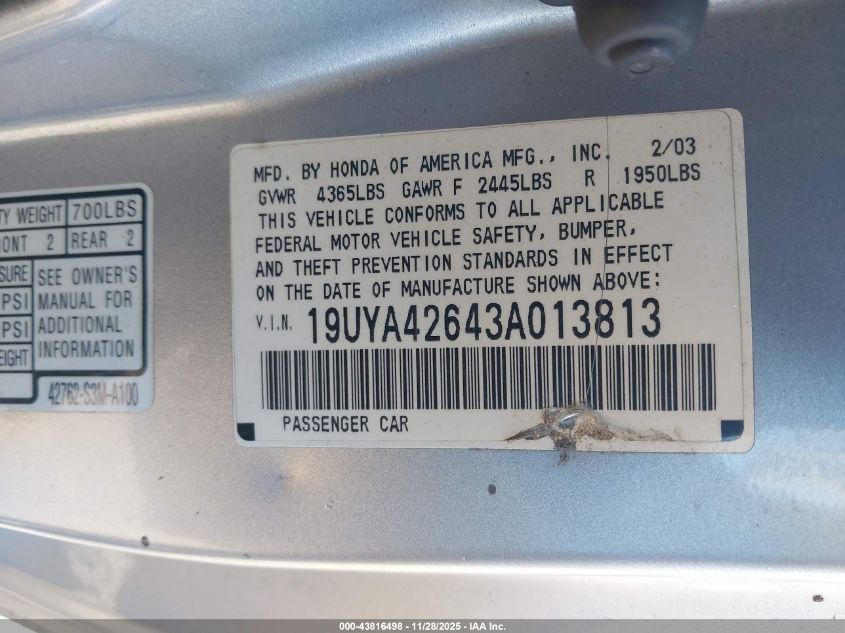 MFD. BY HONDA OF AMERICA MFG., INC. 2/03
GVWR 4365LBS GAWR F 2445LBS R 1950LBS
THIS VEHICLE CONFORMS TO ALL APPLICABLE
FEDERAL MOTOR VEHICLE SAFETY, BUMPER,
AND THEFT PREVENTION STANDARDS IN EFFECT
ON THE DATE OF MANUFACTURE SHOWN ABOVE:
V.I.N. 19UYA42643A013813
PASSENGER CAR
TY WEIGHT 700LBS
RONT 2 REAR 2
SURE SEE OWNER'S
PSI MANUAL FOR
PSI ADDITIONAL
EIGHT INFORMATION
42762-S3M-A100
000-43816498 - 11/28/2025 - IAA Inc.